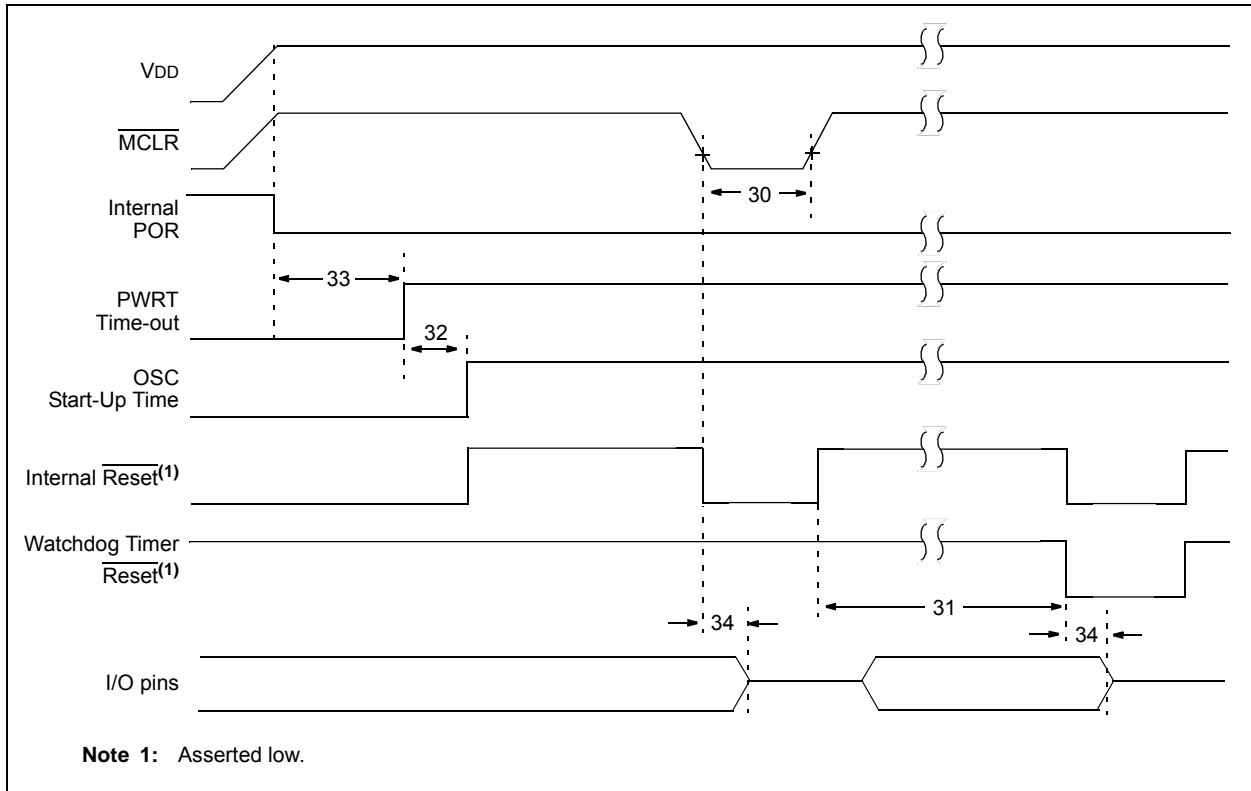 VDD
MCLR
30
Internal
POR
33
PWRT
Time-out
32
OSC
Start-Up Time
Internal Reset(1)
Watchdog Timer
Reset(1)
31
34
34
I/O pins
Note 1: Asserted low.